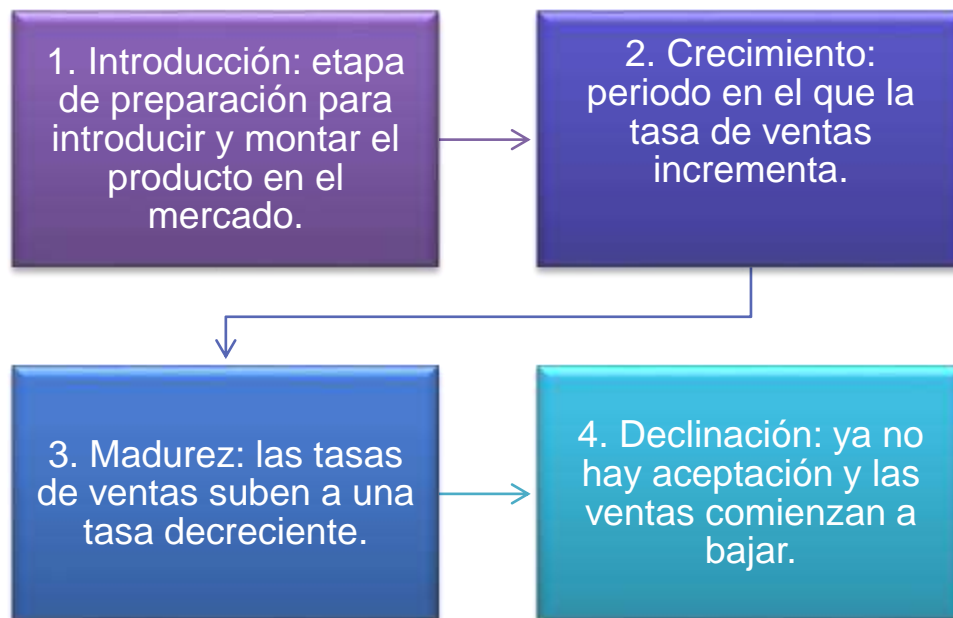 1. Introducción: etapa
de preparación para
introducir y montar el
producto en el
mercado.
2. Crecimiento:
periodo en el que la
tasa de ventas
incrementa.
3. Madurez: las tasas
de ventas suben a una
tasa decreciente.
4. Declinación: ya no
hay aceptación y las
ventas comienzan a
bajar.